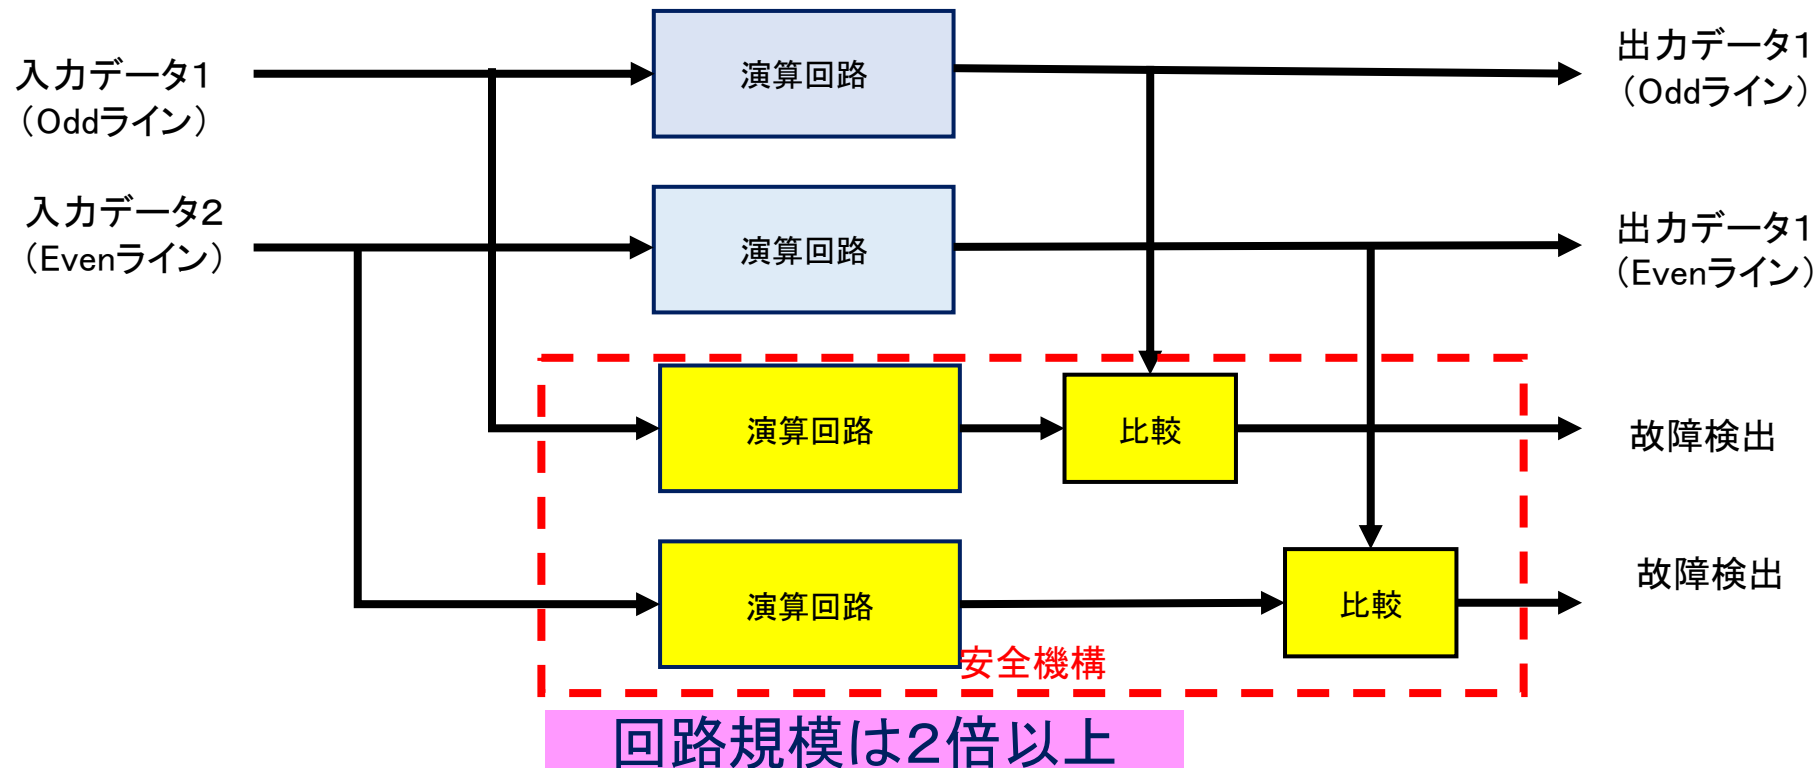 入力データ1
（Oddライン）
演算回路
出力データ1
（Oddライン）
入力データ２
（Evenライン）
演算回路
出力データ1
（Evenライン）
演算回路
比較
故障検出
演算回路
比較
故障検出
安全機構
回路規模は２倍以上